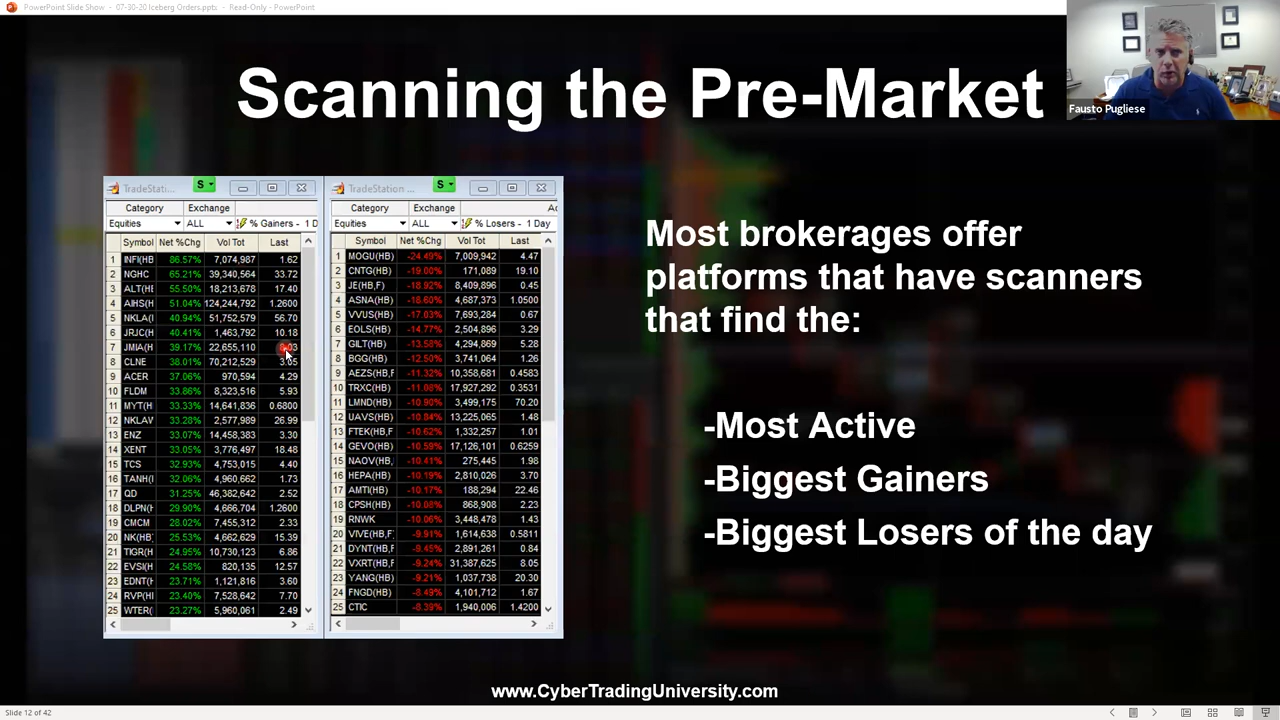 PowerPoint Slide Show - 07-30-20 Iceberg Orders.pptx - Read-Only - PowerPoint
Scanning the Pre-Market
Fausto Pugliese
TradeStati... S
Category Exchange
Equities ALL % Gainers - 1 D
Symbol Net %Chg Vol Tot Last
1 INFI(HB 86.57% 7,074,987 1.62
2 NGHC 65.21% 39,340,564 33.72
3 ALT(HE 55.50% 18,213,678 17.40
4 AIHS(H 51.04% 124,244,792 1.2600
5 NKLA(I 40.94% 51,752,579 56.70
6 JRJC(H 40.41% 1,463,792 10.18
7 JMIA(H 39.17% 22,655,110
8 CLNE 38.01% 70,212,529
9 ACER 37.06% 970,594 4.29
10 FLDM 33.86% 8,323,516 5.93
11 MYT(H 33.33% 14,641,836 0.6800
12 NKLAV 33.28% 2,577,989 26.99
13 ENZ 33.07% 14,458,383 3.30
14 XENT 33.05% 3,776,497 18.48
15 TCS 32.93% 4,753,015 4.40
16 TANH(I 32.06% 4,960,662 1.73
17 QD 31.25% 46,382,642 2.52
18 DLPN(I 29.90% 4,666,704 1.2600
19 CMCM 28.02% 7,455,312 2.33
20 NK(HB) 25.53% 4,662,629 15.39
21 TIGR(H 24.95% 10,730,123 6.86
22 EVSI(H 24.58% 820,135 12.57
23 EDNT(I 23.71% 1,121,816 3.60
24 RVP(HI 23.40% 7,528,642 7.70
25 WTER( 23.27% 5,960,061 2.49
TradeStation ... S
Category Exchange Ac
Equities ALL % Losers - 1 Day
Symbol Net %Chg Vol Tot Last
1 MOGU(HB) -24.49% 7,009,942 4.47
2 CNTG(HB) -19.00% 171,089 19.10
3 JE(HB,F -18.92% 8,409,896 0.45
4 ASNA(HB) -18.60% 4,687,373 1.0500
5 VVUS(HB) -17.03% 7,693,284 0.67
6 EOLS(HB) -14.77% 2,504,896 3.29
7 GILT(HB) -13.58% 4,294,869 5.28
8 BGG(HB) -12.50% 3,741,064 1.26
9 AEZS(HB,F -11.32% 10,358,681 0.4583
10 TRXC(HB) -11.08% 17,927,292 0.3531
11 LMND(HB) -10.90% 3,499,175 70.20
12 UAVS(HB) -10.84% 13,225,065 1.48
13 FTEK(HB) -10.62% 1,332,257 1.01
14 GEVO(HB) -10.59% 17,126,101 0.6259
15 NAOV(HB, -10.41% 275,445 1.98
16 HEPA(HB) -10.19% 2,810,026 3.70
17 AMTI(HB) -10.17% 188,294 22.46
18 CPSH(HB) -10.08% 868,908 2.23
19 RNWK -10.06% 3,448,478 1.43
20 VIVE(HB,F -9.91% 1,614,638 0.5811
21 DYNT(HB,F -9.45% 2,891,261 0.84
22 VXRT(HB) -9.24% 31,387,625 8.05
23 YANG(HB) -9.21% 1,037,738 20.30
24 FNGD(HB) -8.49% 4,101,712 1.67
25 CTIC -8.39% 1,940,006 1.4200
Most brokerages offer
platforms that have scanners
that find the:
-Most Active
-Biggest Gainers
-Biggest Losers of the day
www.CyberTradingUniversity.com
Slide 12 of 42